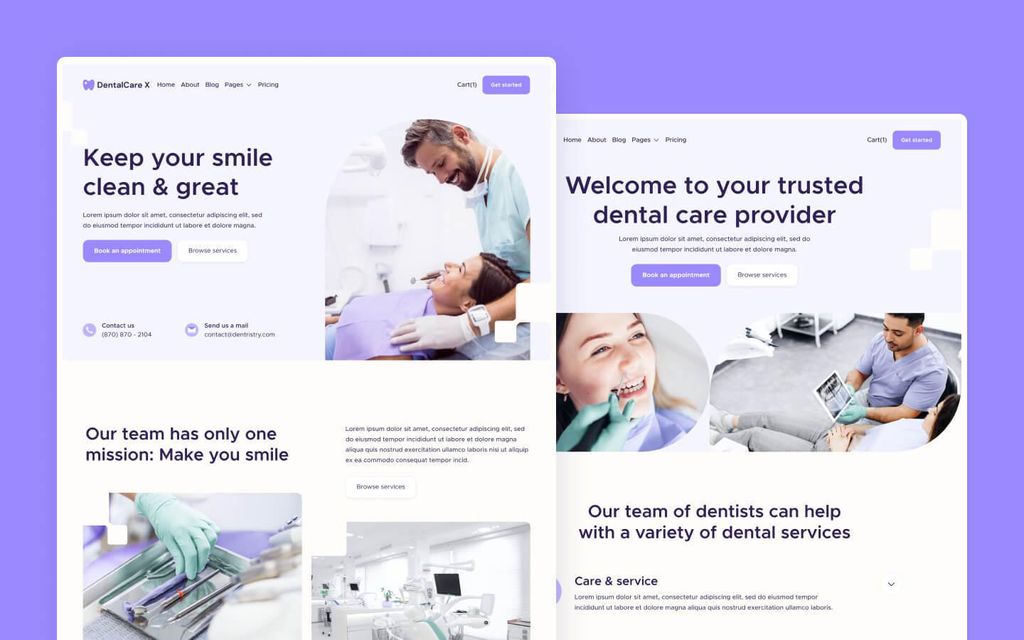 DentalCare X Home About Blog Pages Pricing Cart(1) Get started
Keep your smile
clean & great
Lorem ipsum dolor sit amet, consectetur adipiscing elit, sed
do eiusmod tempor incididunt ut labore et dolore magna.
Book an appointment Browse services
Contact us
(870) 870 - 2104
Send us a mail
contact@dentristry.com
Our team has only one
mission: Make you smile
Lorem ipsum dolor sit amet, consectetur adipiscing elit, sed
do eiusmod tempor incididunt ut labore et dolore magna
aliqua nostrud exercitation ullamco laboris nisi ut aliquip
ex ea commodo consequat tempor incid.
Browse services
Home About Blog Pages Pricing Cart(1) Get started
Welcome to your trusted
dental care provider
Lorem ipsum dolor sit amet, consectetur adipiscing elit, sed do
eiusmod tempor incididunt ut labore et dolore magna.
Book an appointment Browse services
Our team of dentists can help
with a variety of dental services
Care & service
Lorem ipsum dolor sit amet, consectetur adipiscing elit, sed do eiusmod tempor
incididunt ut labore et dolore magna aliqua nostrud exercitation ullamco laboris.